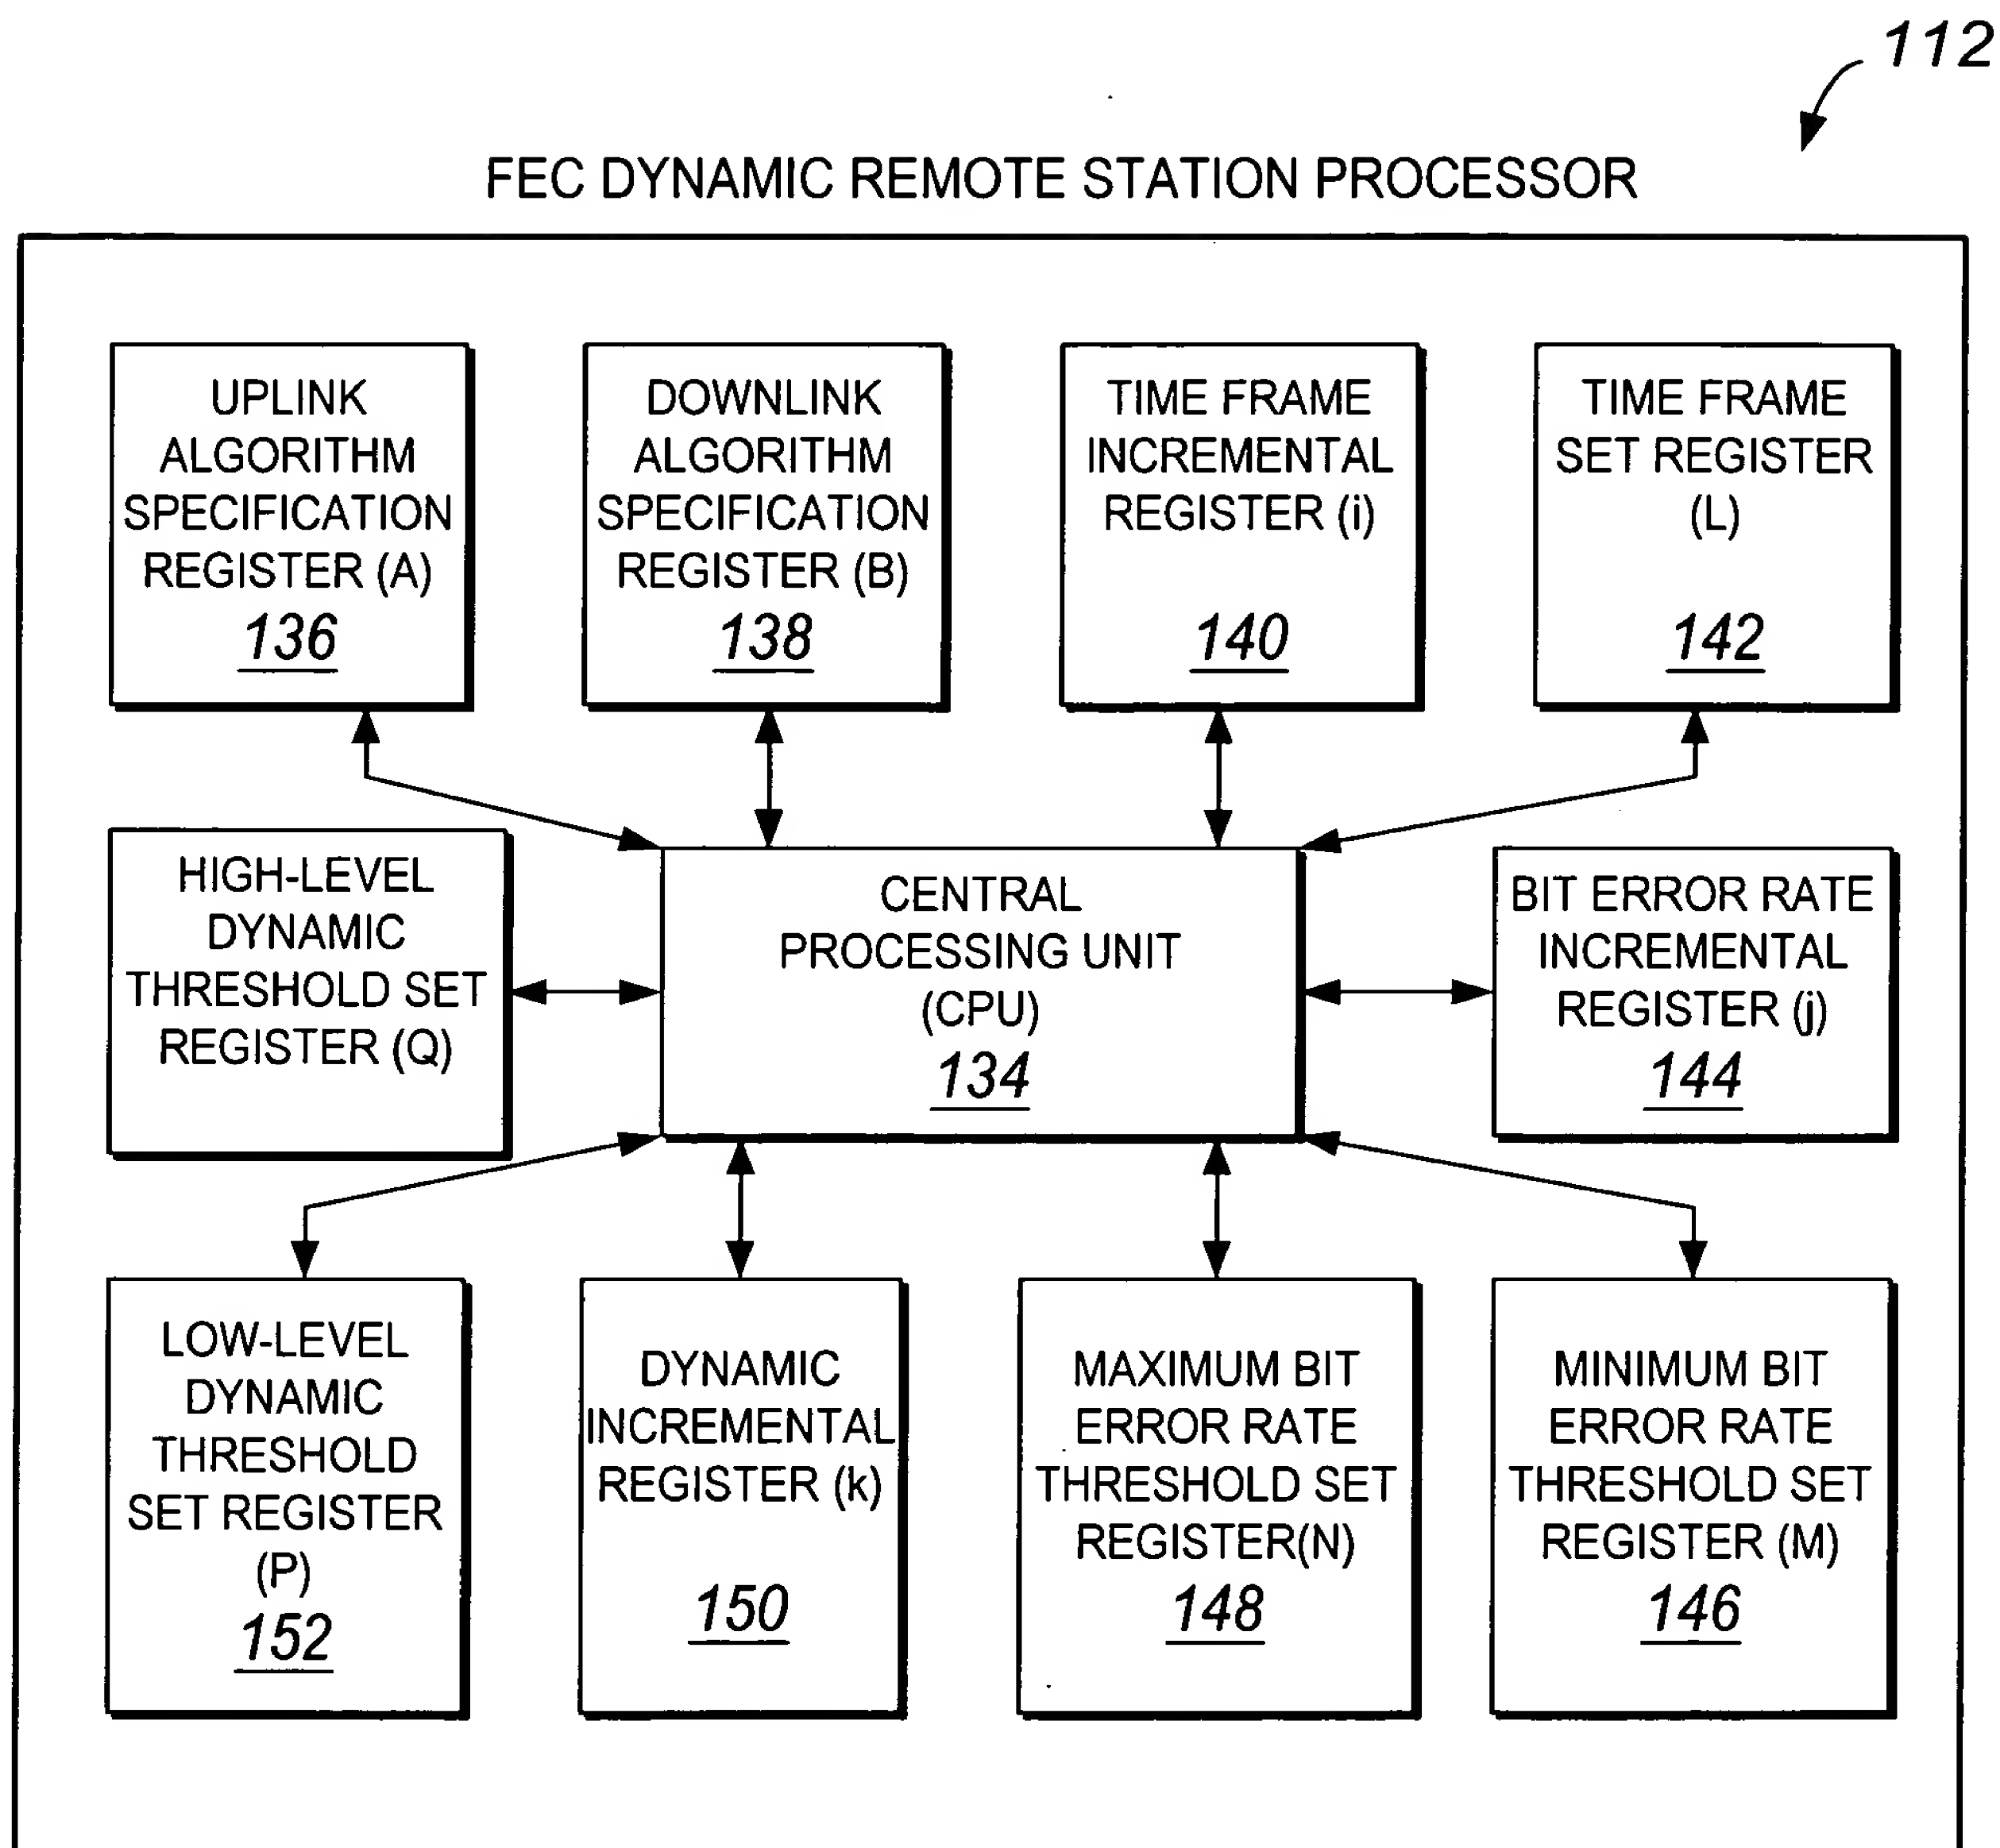 112
FEC DYNAMIC REMOTE STATION PROCESSOR
UPLINK
ALGORITHM
SPECIFICATION
REGISTER (A)
136
DOWNLINK
ALGORITHM
SPECIFICATION
REGISTER (B)
138
TIME FRAME
INCREMENTAL
REGISTER (i)
140
TIME FRAME
SET REGISTER
(L)
142
HIGH-LEVEL
DYNAMIC
THRESHOLD SET
REGISTER (Q)
CENTRAL
PROCESSING UNIT
(CPU)
134
BIT ERROR RATE
INCREMENTAL
REGISTER (j)
144
LOW-LEVEL
DYNAMIC
THRESHOLD
SET REGISTER
(P)
152
DYNAMIC
INCREMENTAL
REGISTER (k)
150
MAXIMUM BIT
ERROR RATE
THRESHOLD SET
REGISTER(N)
148
MINIMUM BIT
ERROR RATE
THRESHOLD SET
REGISTER (M)
146